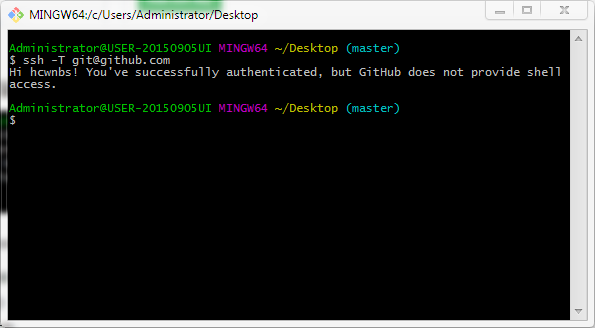 MINGW64:/c/Users/Administrator/Desktop
Administrator@USER-20150905UI MINGW64 ~/Desktop (master)
$ ssh -T git@github.com
Hi hcwnbs! You've successfully authenticated, but GitHub does not provide shell
access.
Administrator@USER-20150905UI MINGW64 ~/Desktop (master)
$